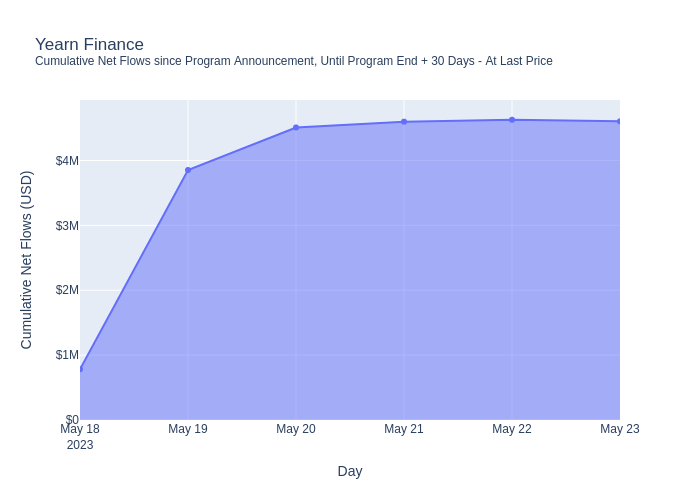 Yearn Finance
Cumulative Net Flows since Program Announcement, Until Program End + 30 Days - At Last Price
Cumulative Net Flows (USD)
$4M
$3M
$2M
$1M
$0
May 18
2023
May 19
May 20
May 21
May 22
May 23
Day